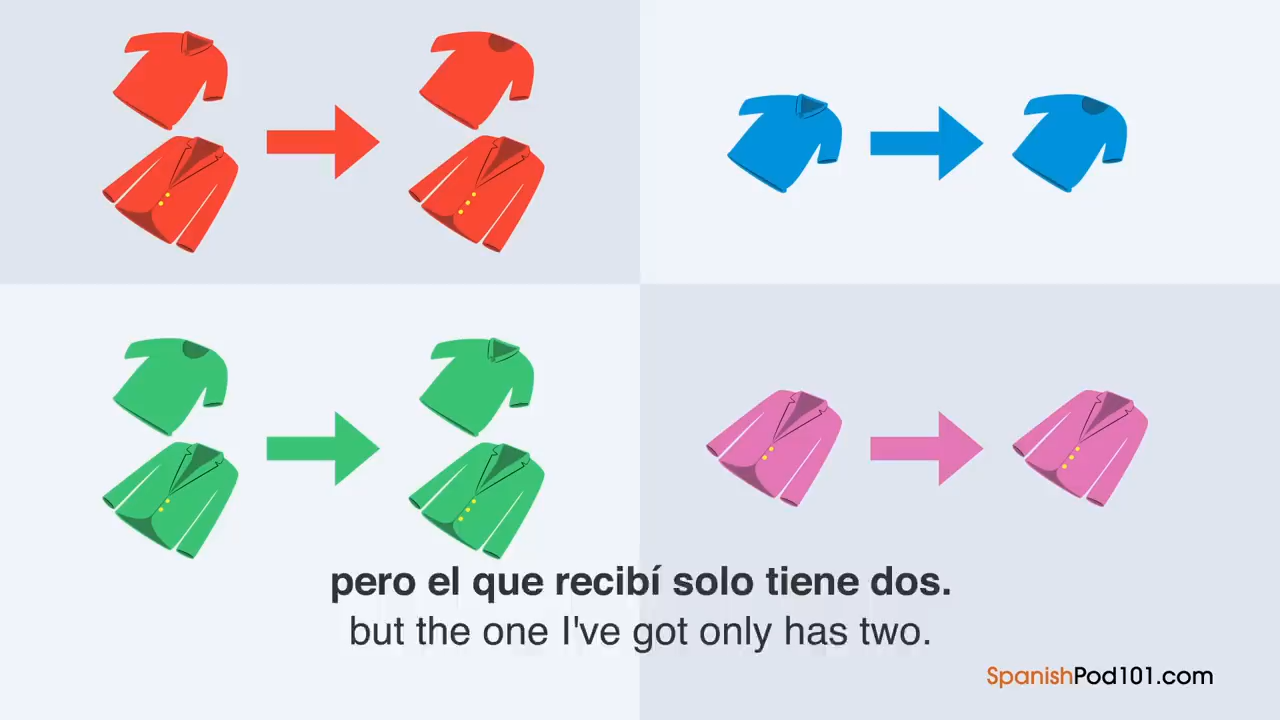 pero el que recibí solo tiene dos.
but the one I've got only has two.
SpanishPod101.com